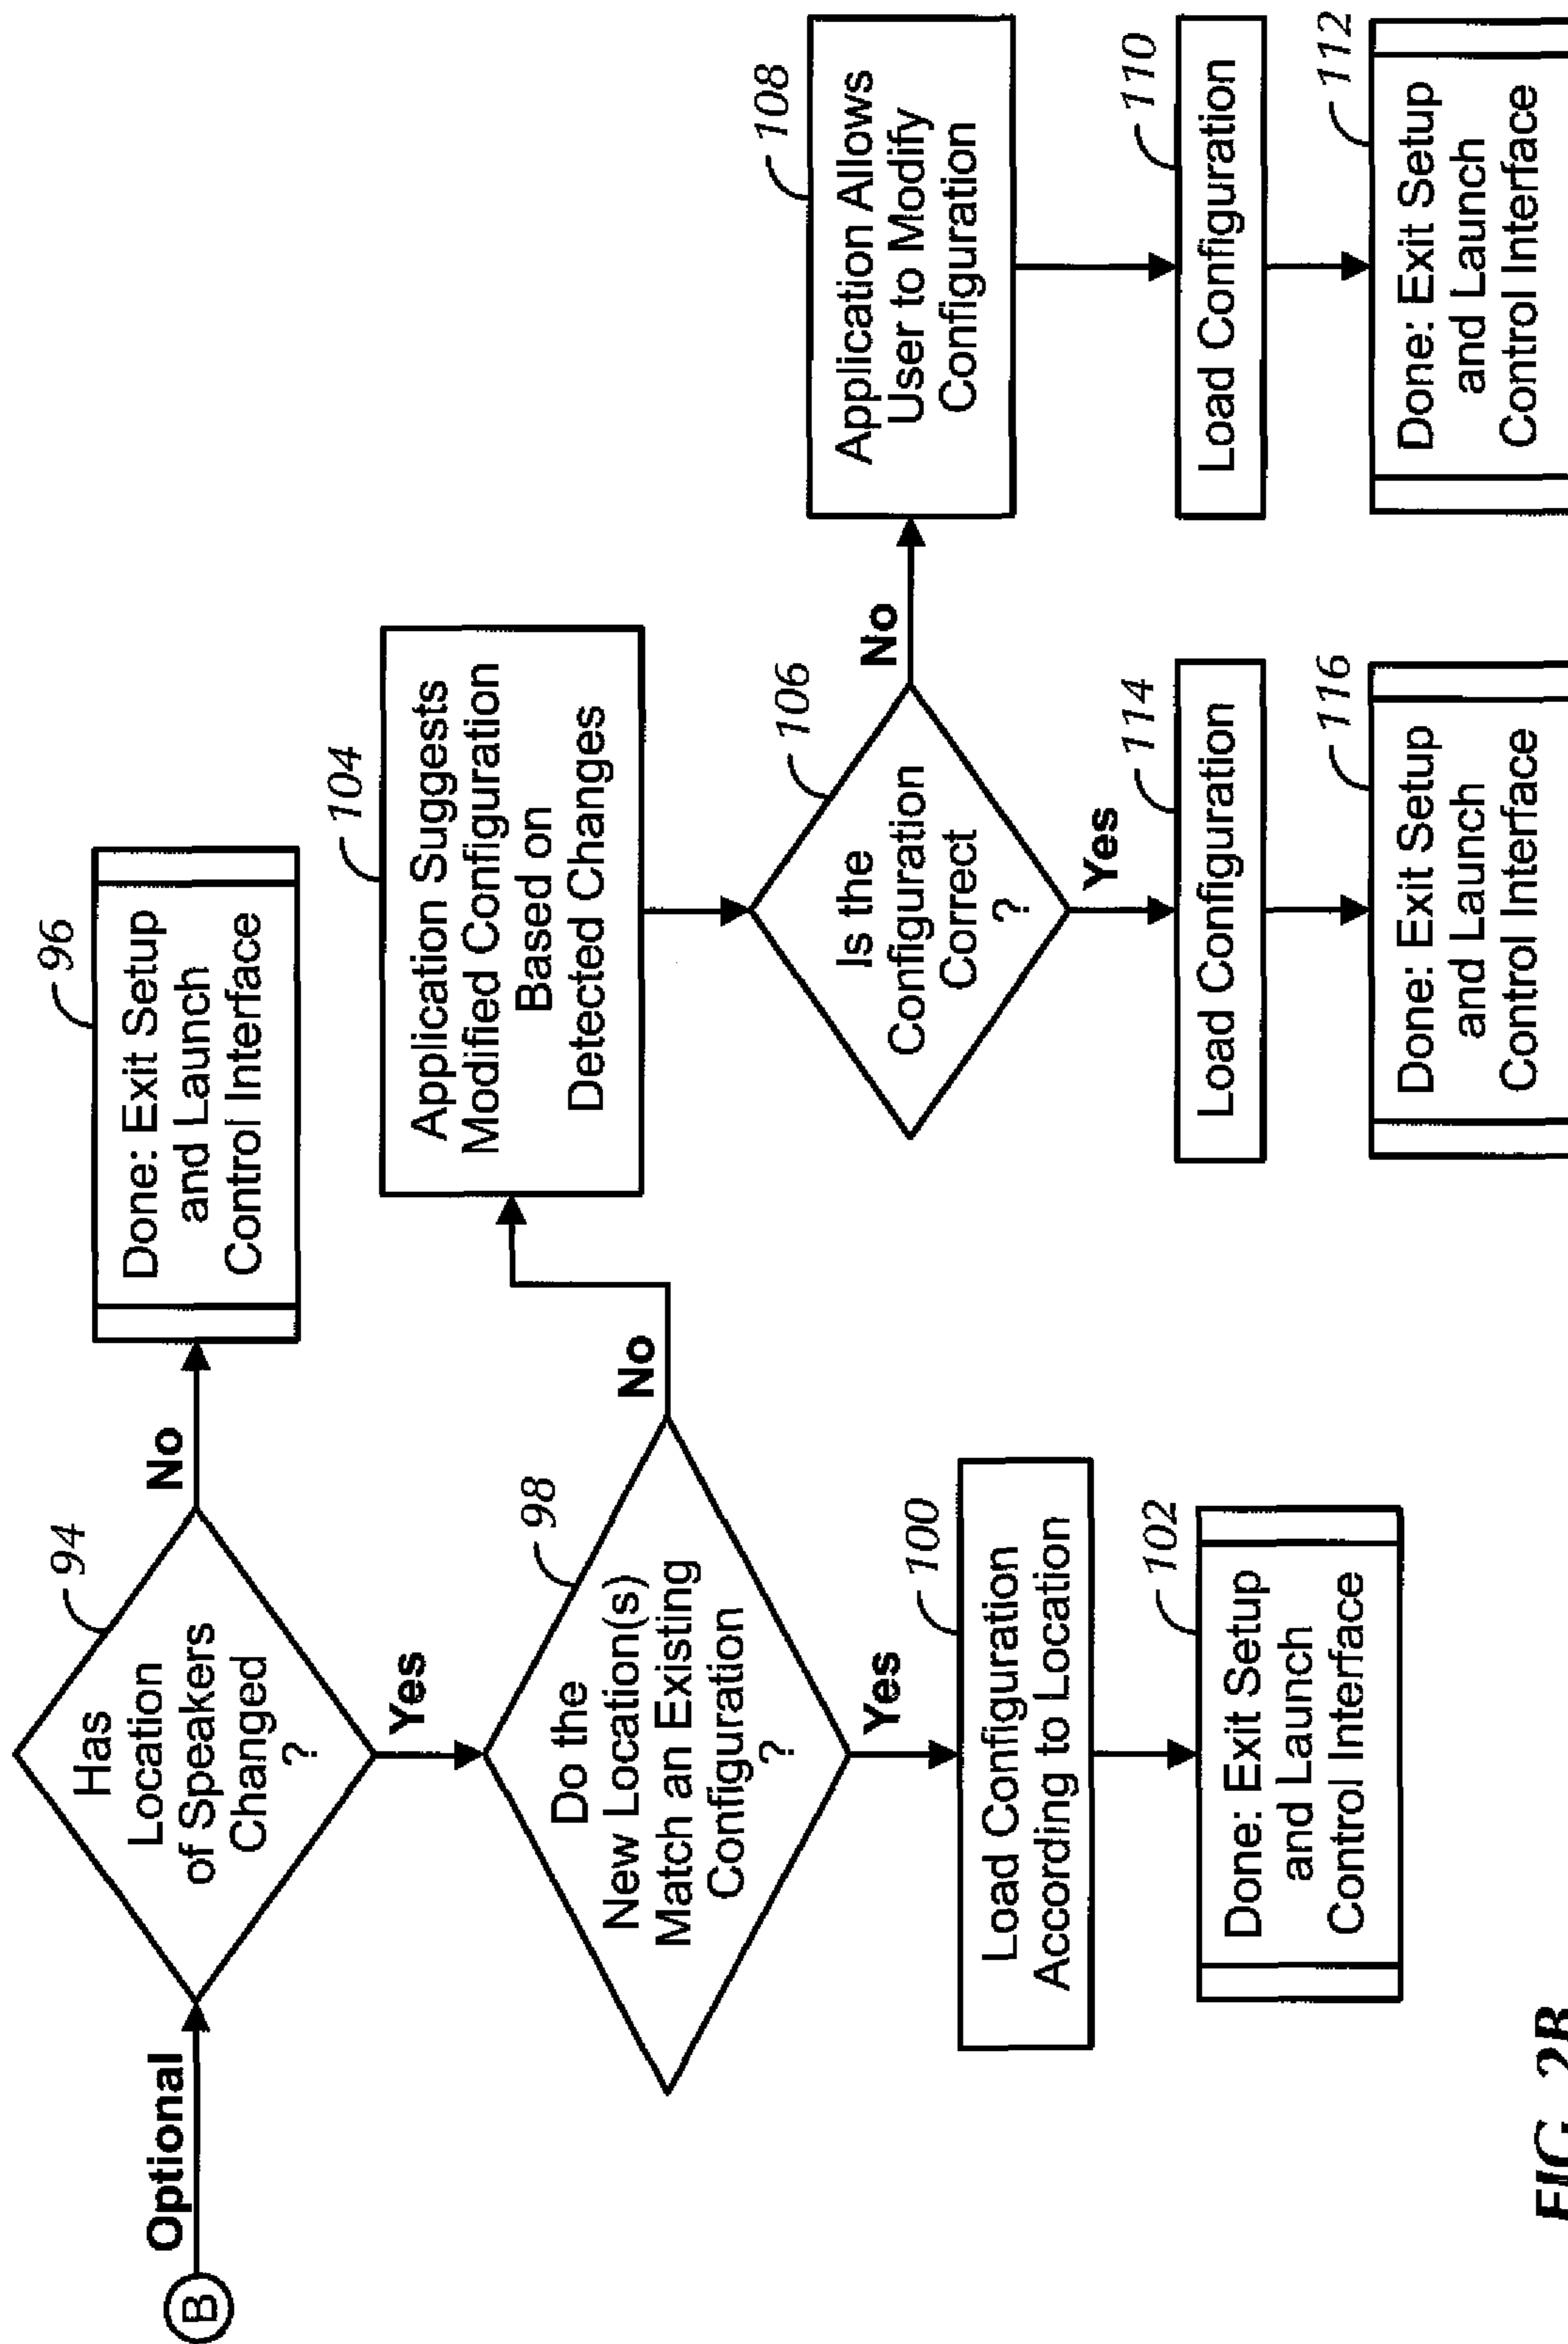 B
Optional
94
Has
Location
of Speakers
Changed
?
No
96
Done: Exit Setup
and Launch
Control Interface
Yes
98
Do the
New Location(s)
Match an Existing
Configuration
?
No
104
Application Suggests
Modified Configuration
Based on
Detected Changes
Yes
100
Load Configuration
According to Location
102
Done: Exit Setup
and Launch
Control Interface
106
Is the
Configuration
Correct
?
No
108
Application Allows
User to Modify
Configuration
110
Load Configuration
112
Done: Exit Setup
and Launch
Control Interface
Yes
114
Load Configuration
116
Done: Exit Setup
and Launch
Control Interface
FIG. 2B